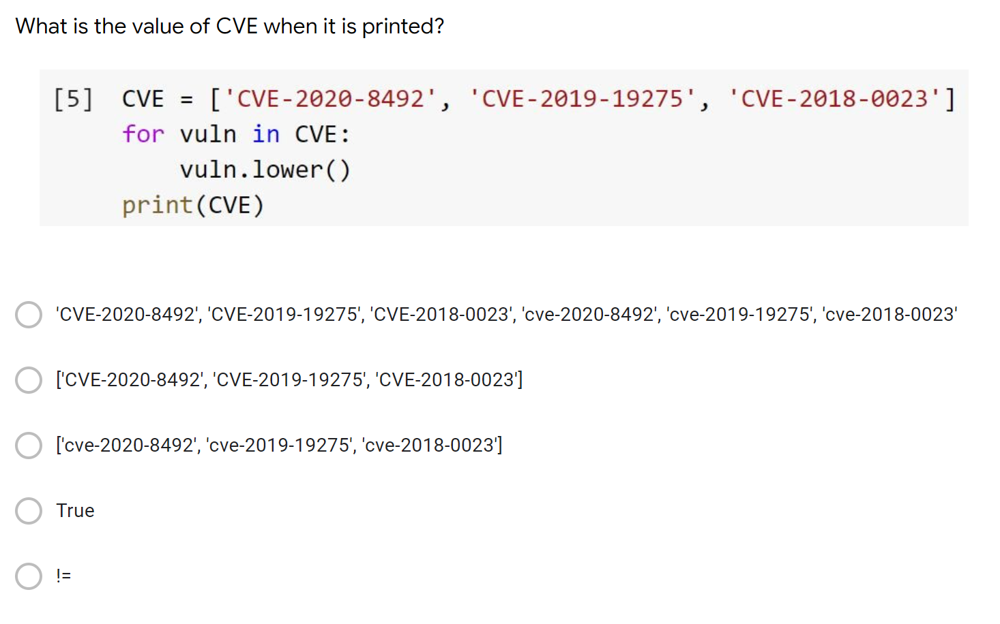 What is the value of CVE when it is printed?
[5] CVE = ['CVE-2020-8492', 'CVE-2019-19275', 'CVE-2018-0023']
for vuln in CVE:
    vuln.lower()
print(CVE)
'CVE-2020-8492', 'CVE-2019-19275', 'CVE-2018-0023', 'cve-2020-8492', 'cve-2019-19275', 'cve-2018-0023'
['CVE-2020-8492', 'CVE-2019-19275', 'CVE-2018-0023']
['cve-2020-8492', 'cve-2019-19275', 'cve-2018-0023']
True
!=